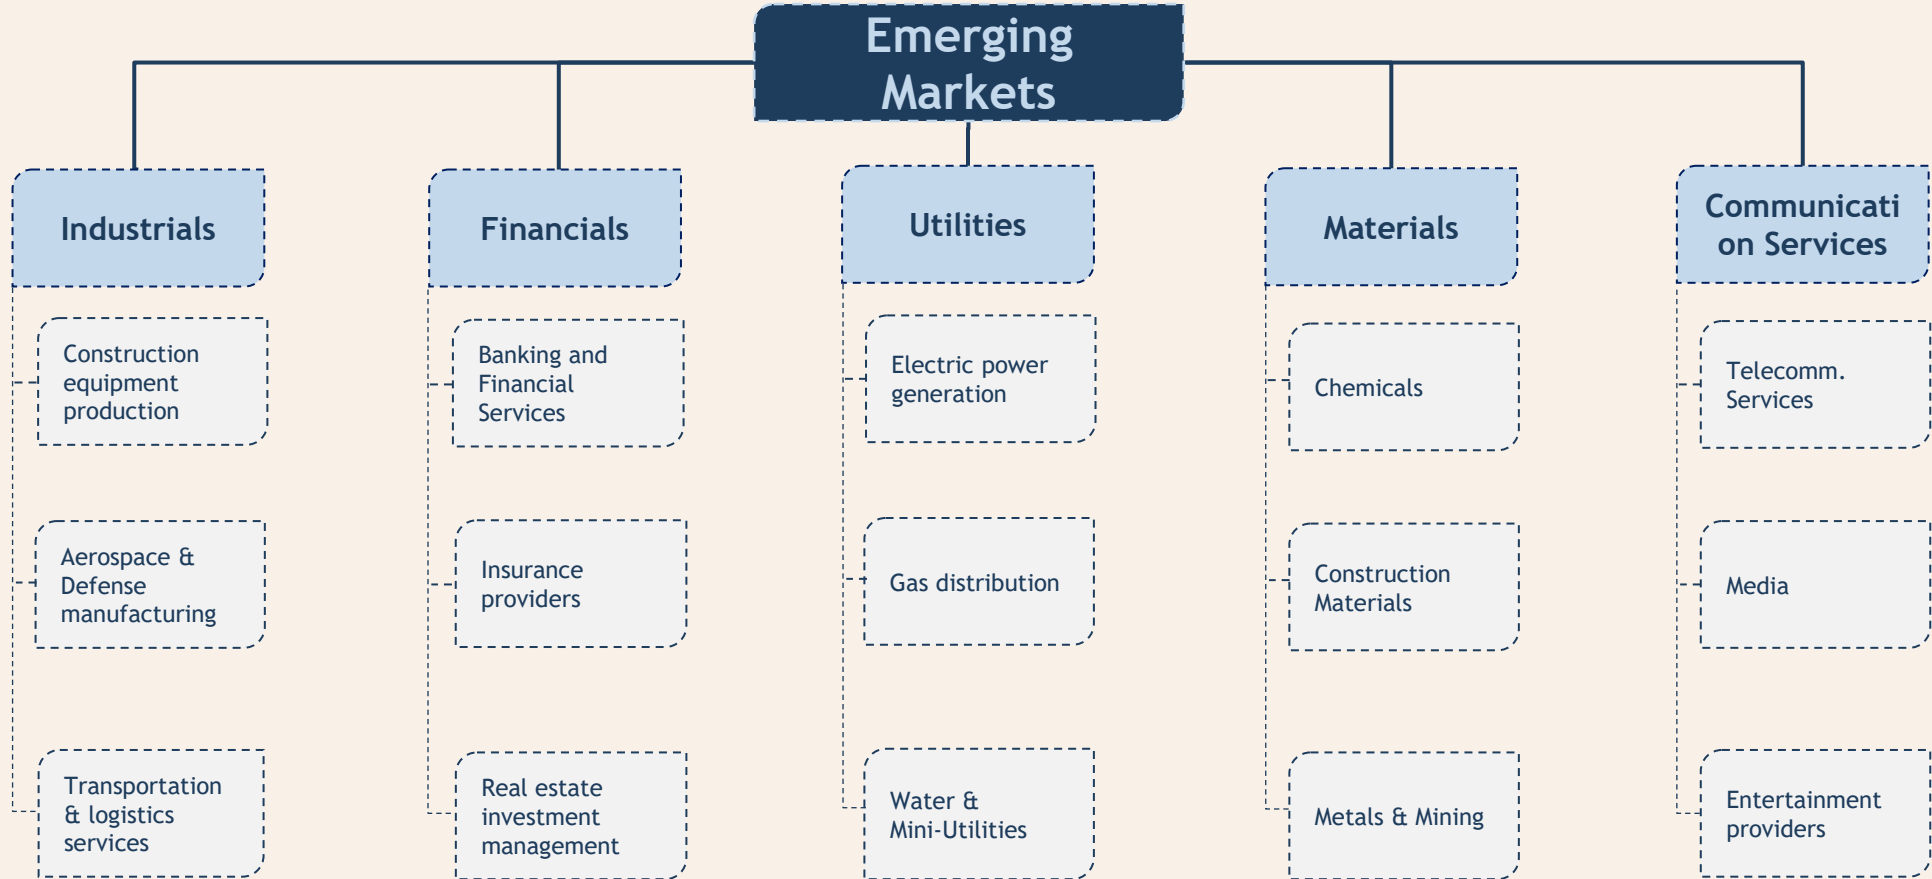 Emerging
Markets
Industrials
Financials
Utilities
Materials
Communicati
on Services
Construction
equipment
production
Banking and
Financial
Services
Electric power
generation
Chemicals
Telecomm.
Services
Aerospace &
Defense
manufacturing
Insurance
providers
Gas distribution
Construction
Materials
Media
Transportation
& logistics
services
Real estate
investment
management
Water &
Mini-Utilities
Metals & Mining
Entertainment
providers